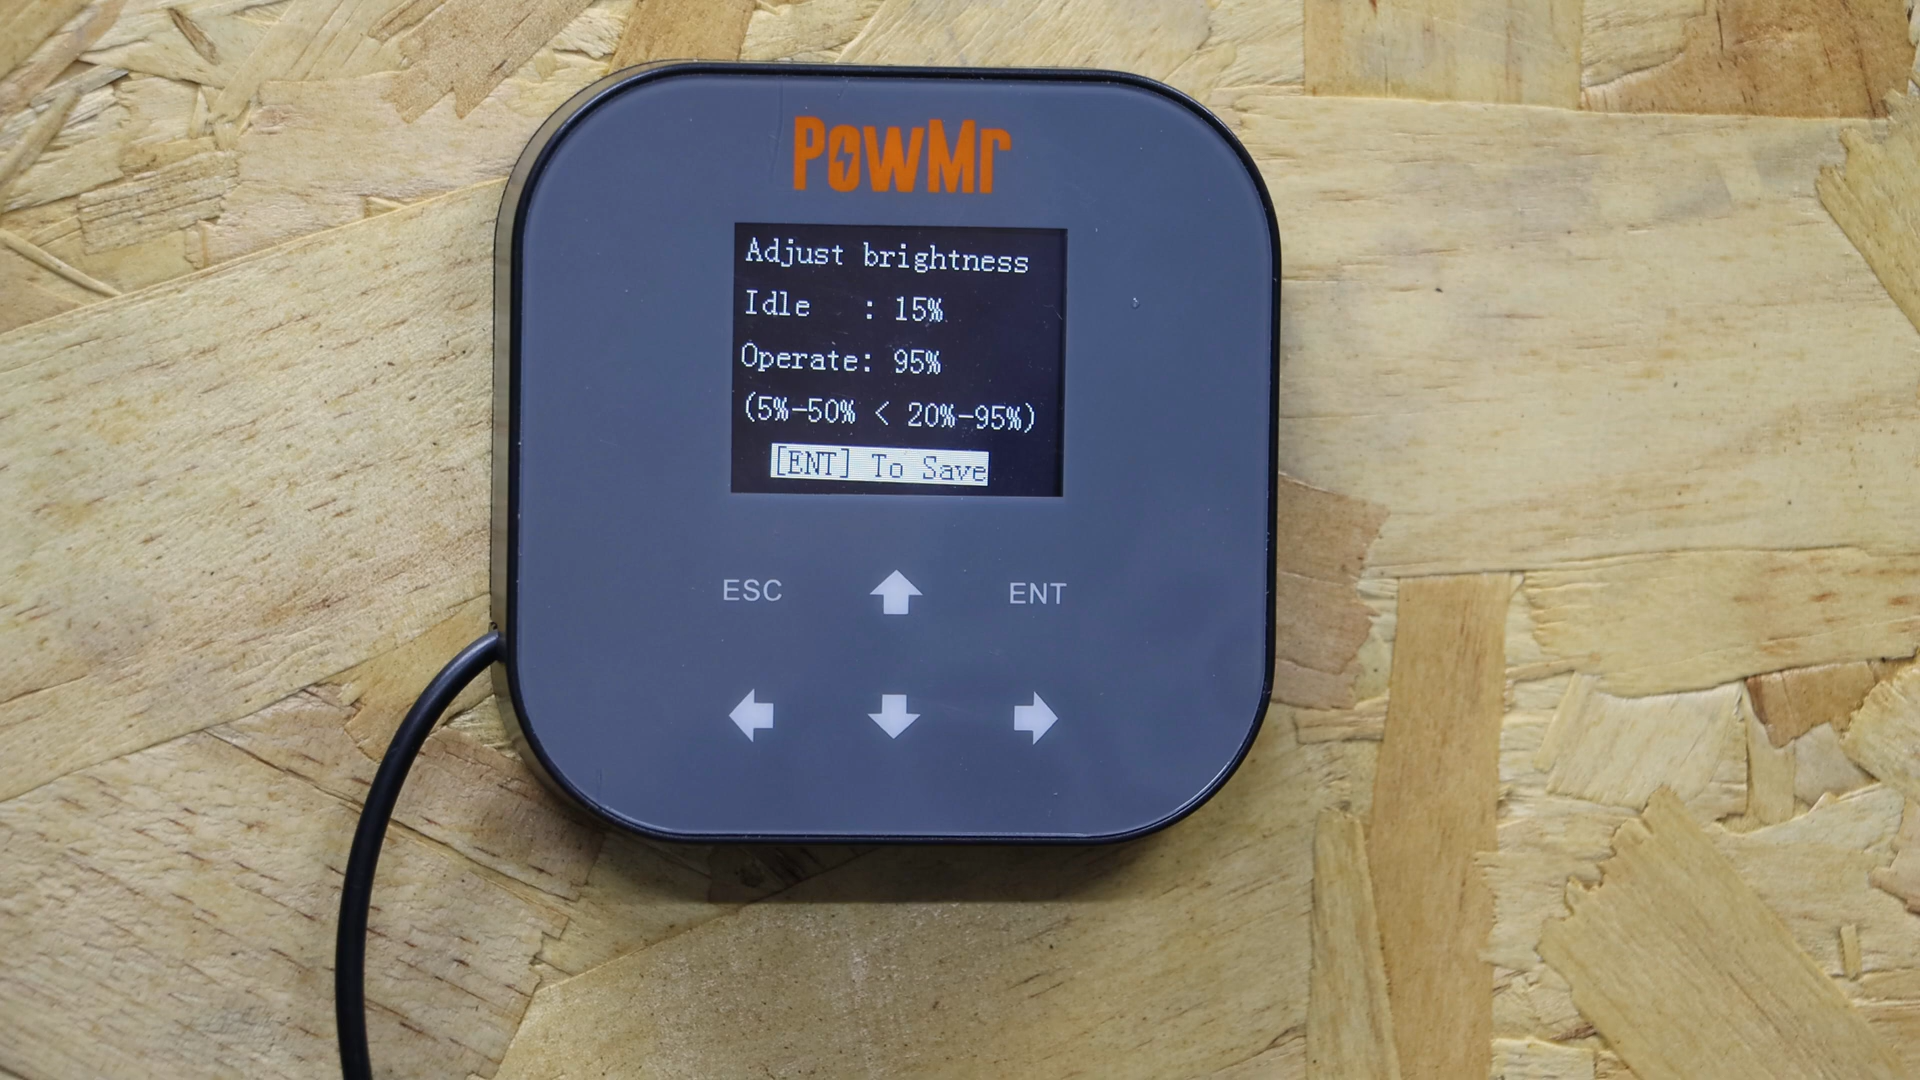 PowMr
Adjust brightness
Idle   : 15%
Operate: 95%
(5%-50% < 20%-95%)
[ENT] To Save
ESC
ENT